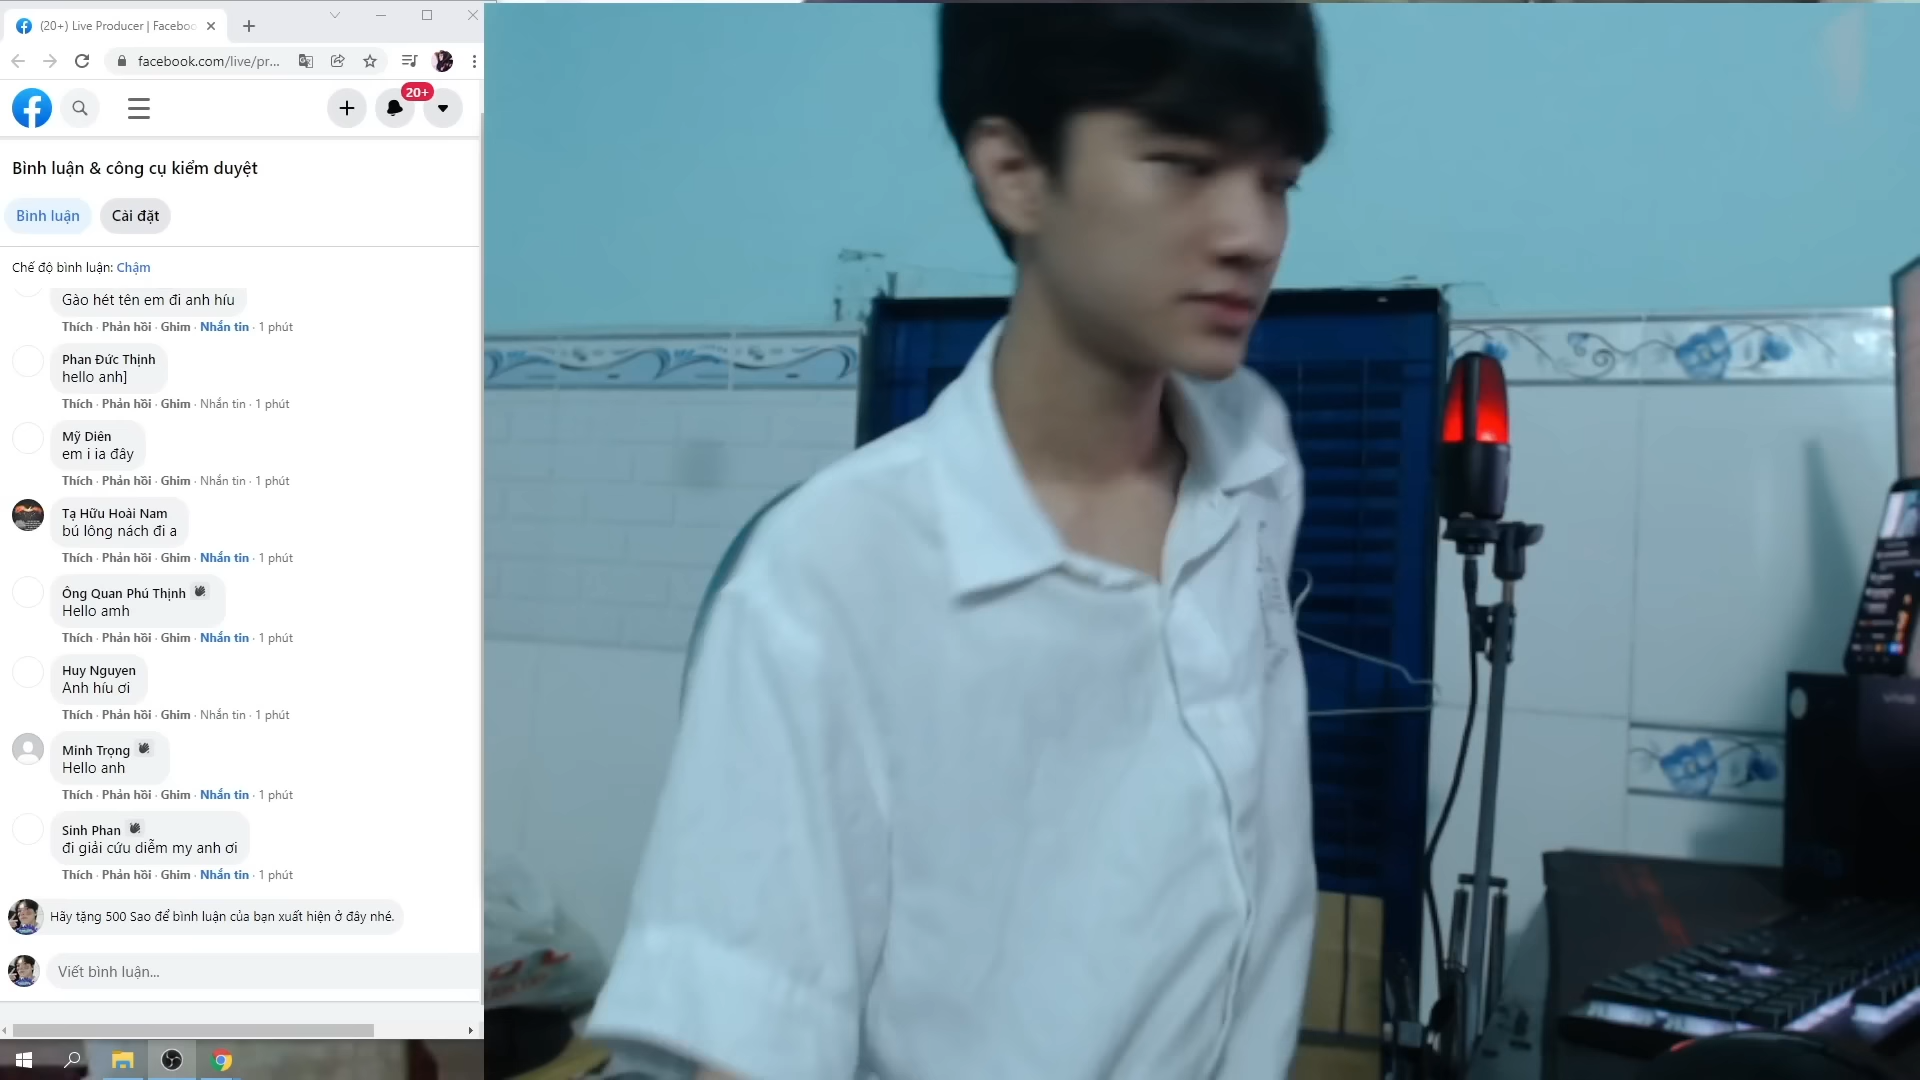 (20+) Live Producer | Faceboo
facebook.com/live/pr...
20+
Bình luận & công cụ kiểm duyệt
Bình luận
Cài đặt
Chế độ bình luận: Chậm
Gào hét tên em đi anh híu
Thích · Phản hồi · Ghim · Nhắn tin · 1 phút
Phan Đức Thịnh
hello anh]
Thích · Phản hồi · Ghim · Nhắn tin · 1 phút
Mỹ Diên
em i ia đây
Thích · Phản hồi · Ghim · Nhắn tin · 1 phút
Tạ Hữu Hoài Nam
bú lông nách đi a
Thích · Phản hồi · Ghim · Nhắn tin · 1 phút
Ông Quan Phú Thịnh
Hello amh
Thích · Phản hồi · Ghim · Nhắn tin · 1 phút
Huy Nguyen
Anh híu ơi
Thích · Phản hồi · Ghim · Nhắn tin · 1 phút
Minh Trọng
Hello anh
Thích · Phản hồi · Ghim · Nhắn tin · 1 phút
Sinh Phan
đi giải cứu diễm my anh ơi
Thích · Phản hồi · Ghim · Nhắn tin · 1 phút
Hãy tặng 500 Sao để bình luận của bạn xuất hiện ở đây nhé.
Viết bình luận...